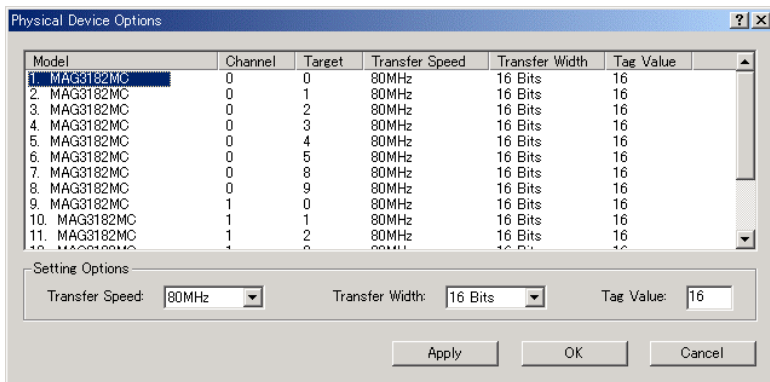 Physical Device Options
Model Channel Target Transfer Speed Transfer Width Tag Value
1. MAG3182MC 0 0 80MHz 16 Bits 16
2. MAG3182MC 0 1 80MHz 16 Bits 16
3. MAG3182MC 0 2 80MHz 16 Bits 16
4. MAG3182MC 0 3 80MHz 16 Bits 16
5. MAG3182MC 0 4 80MHz 16 Bits 16
6. MAG3182MC 0 5 80MHz 16 Bits 16
7. MAG3182MC 0 8 80MHz 16 Bits 16
8. MAG3182MC 0 9 80MHz 16 Bits 16
9. MAG3182MC 1 0 80MHz 16 Bits 16
10. MAG3182MC 1 1 80MHz 16 Bits 16
11. MAG3182MC 1 2 80MHz 16 Bits 16
Setting Options
Transfer Speed: 80MHz Transfer Width: 16 Bits Tag Value: 16
Apply OK Cancel